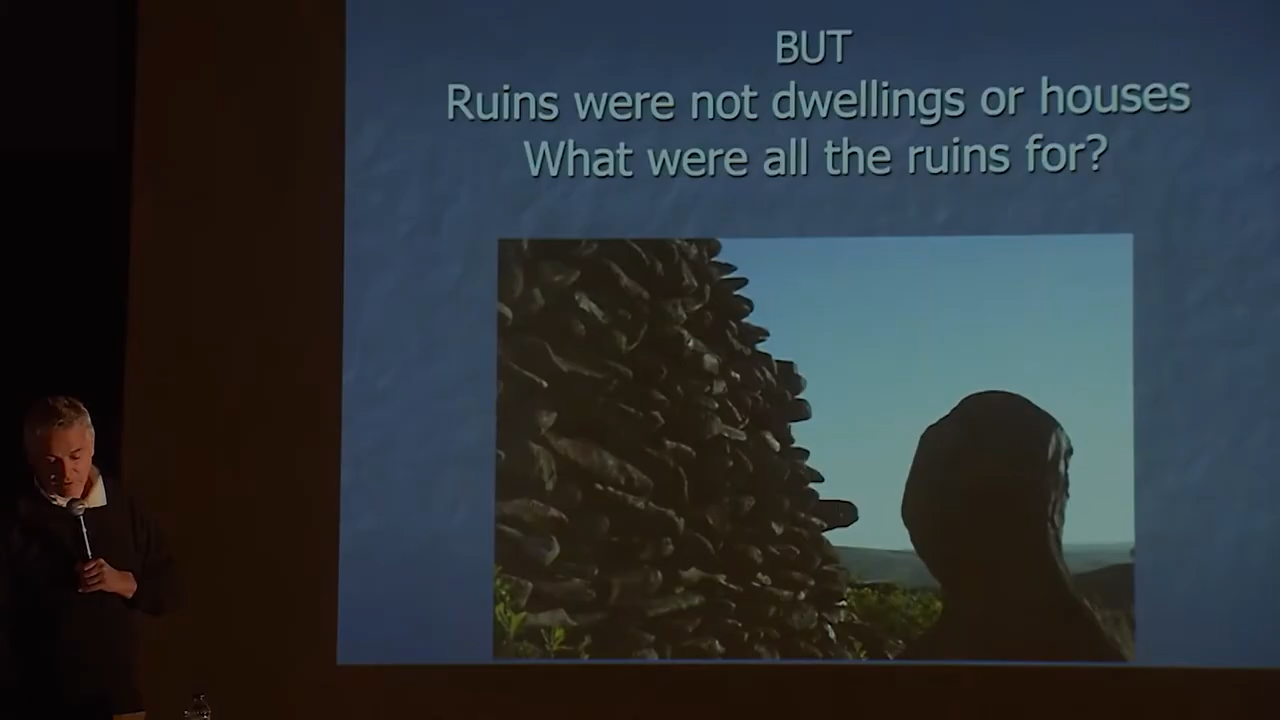 BUT
Ruins were not dwellings or houses
What were all the ruins for?